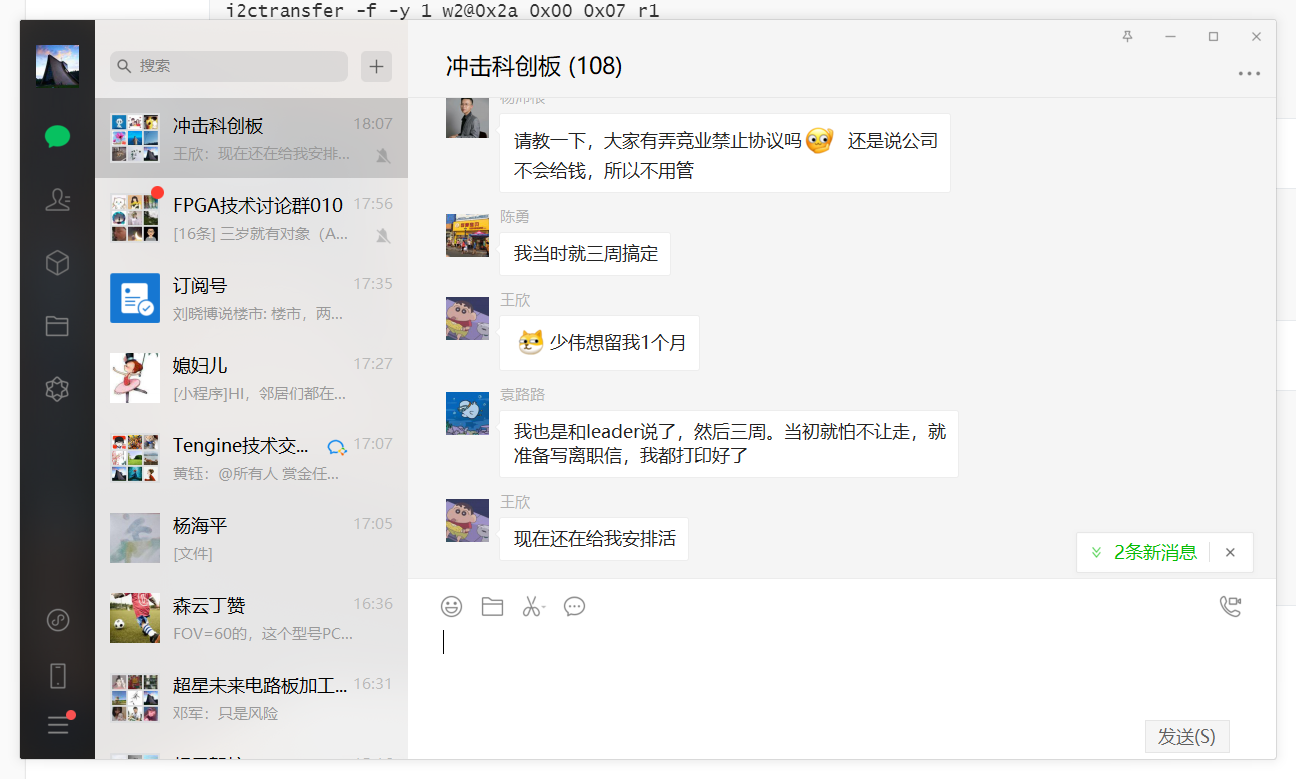 i2ctransfer -f -y 1 w2@0x2a 0x00 0x07 r1
搜索
冲击科创板 18:07
王欣：现在还在给我安排...
FPGA技术讨论群010 17:56
[16条] 三岁就有对象（A...
订阅号 17:35
刘晓博说楼市: 楼市，两...
媳妇儿 17:27
[小程序]HI，邻居们都在...
Tengine技术交... 17:07
黄钰：@所有人 赏金任...
杨海平 17:05
[文件]
森云丁赞 16:36
FOV=60的，这个型号PC...
超星未来电路板加工... 16:31
邓军：只是风险
冲击科创板 (108)
请教一下，大家有弄竞业禁止协议吗 还是说公司
不会给钱，所以不用管
陈勇
我当时就三周搞定
王欣
少伟想留我1个月
袁路路
我也是和leader说了，然后三周。当初就怕不让走，就
准备写离职信，我都打印好了
王欣
现在还在给我安排活
2条新消息
发送(S)